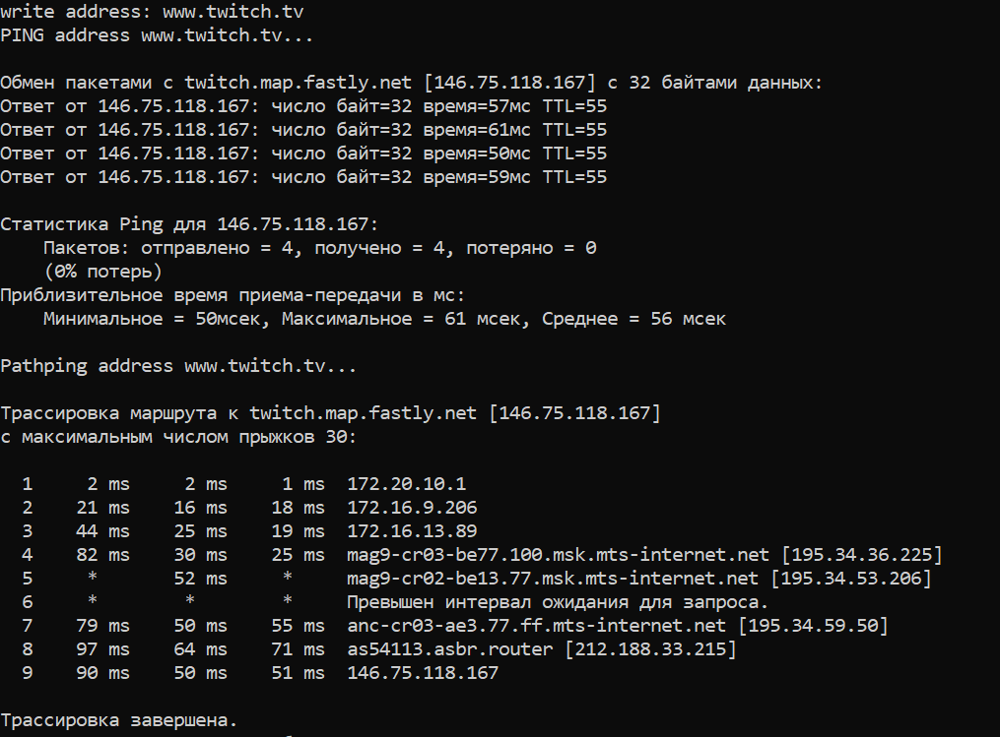 write address: www.twitch.tv
PING address www.twitch.tv...
Обмен пакетами с twitch.map.fastly.net [146.75.118.167] с 32 байтами данных:
Ответ от 146.75.118.167: число байт=32 время=57мс TTL=55
Ответ от 146.75.118.167: число байт=32 время=61мс TTL=55
Ответ от 146.75.118.167: число байт=32 время=50мс TTL=55
Ответ от 146.75.118.167: число байт=32 время=59мс TTL=55
Статистика Ping для 146.75.118.167:
    Пакетов: отправлено = 4, получено = 4, потеряно = 0
    (0% потерь)
Приблизительное время приема-передачи в мс:
    Минимальное = 50мсек, Максимальное = 61 мсек, Среднее = 56 мсек
Pathping address www.twitch.tv...
Трассировка маршрута к twitch.map.fastly.net [146.75.118.167]
с максимальным числом прыжков 30:
  1     2 ms     2 ms     1 ms  172.20.10.1
  2    21 ms    16 ms    18 ms  172.16.9.206
  3    44 ms    25 ms    19 ms  172.16.13.89
  4    82 ms    30 ms    25 ms  mag9-cr03-be77.100.msk.mts-internet.net [195.34.36.225]
  5     *       52 ms     *     mag9-cr02-be13.77.msk.mts-internet.net [195.34.53.206]
  6     *        *        *     Превышен интервал ожидания для запроса.
  7    79 ms    50 ms    55 ms  anc-cr03-ae3.77.ff.mts-internet.net [195.34.59.50]
  8    97 ms    64 ms    71 ms  as54113.asbr.router [212.188.33.215]
  9    90 ms    50 ms    51 ms  146.75.118.167
Трассировка завершена.